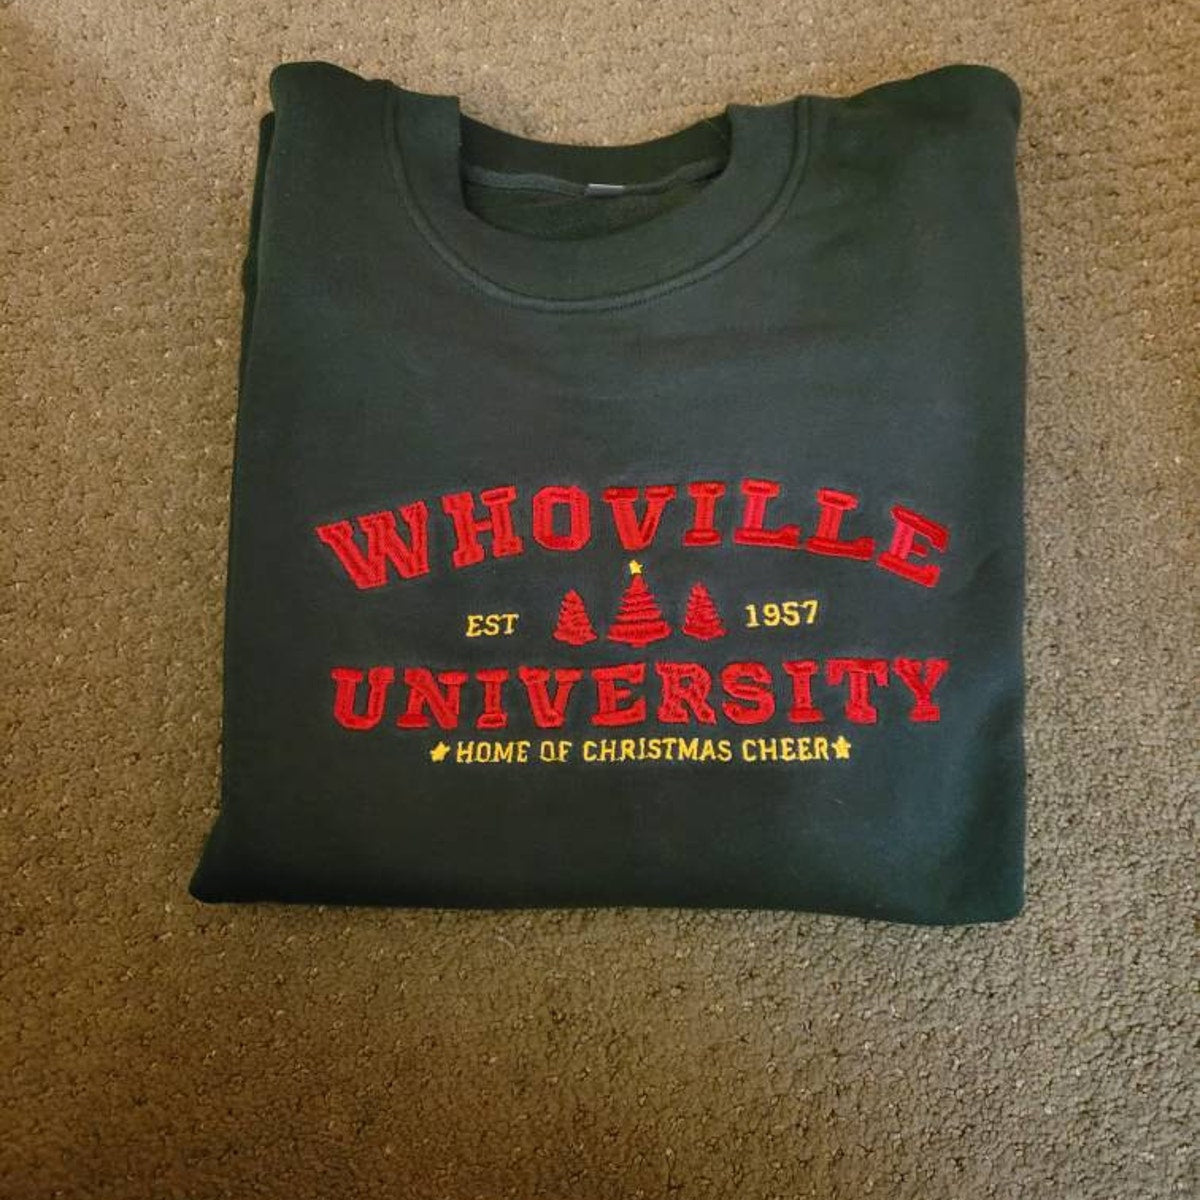 WHOVILLE
EST 1957
UNIVERSITY
HOME OF CHRISTMAS CHEER